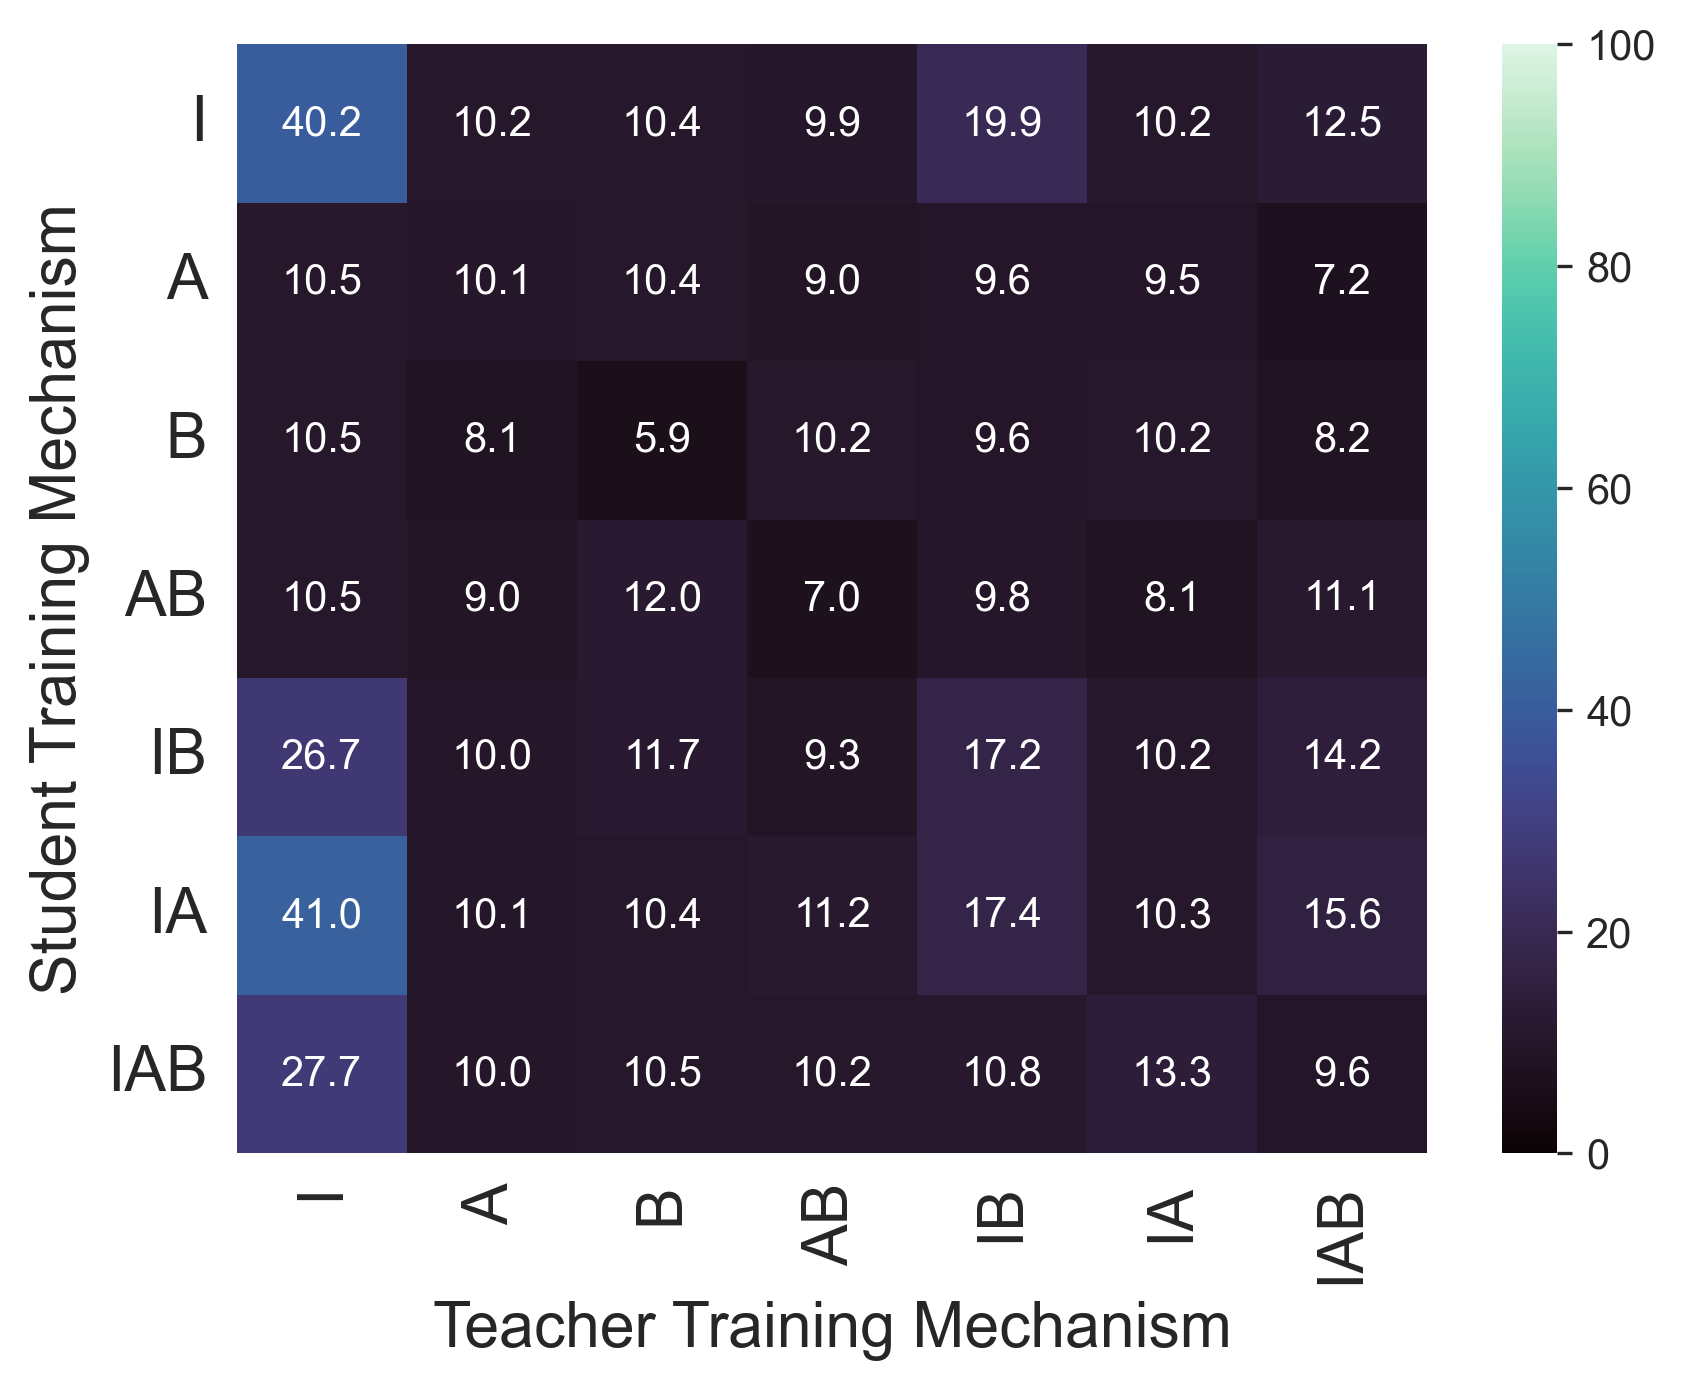 Student Training Mechanism
I 40.2 10.2 10.4 9.9 19.9 10.2 12.5
A 10.5 10.1 10.4 9.0 9.6 9.5 7.2
B 10.5 8.1 5.9 10.2 9.6 10.2 8.2
AB 10.5 9.0 12.0 7.0 9.8 8.1 11.1
IB 26.7 10.0 11.7 9.3 17.2 10.2 14.2
IA 41.0 10.1 10.4 11.2 17.4 10.3 15.6
IAB 27.7 10.0 10.5 10.2 10.8 13.3 9.6
I A B AB IB IA IAB
Teacher Training Mechanism
100
80
60
40
20
0